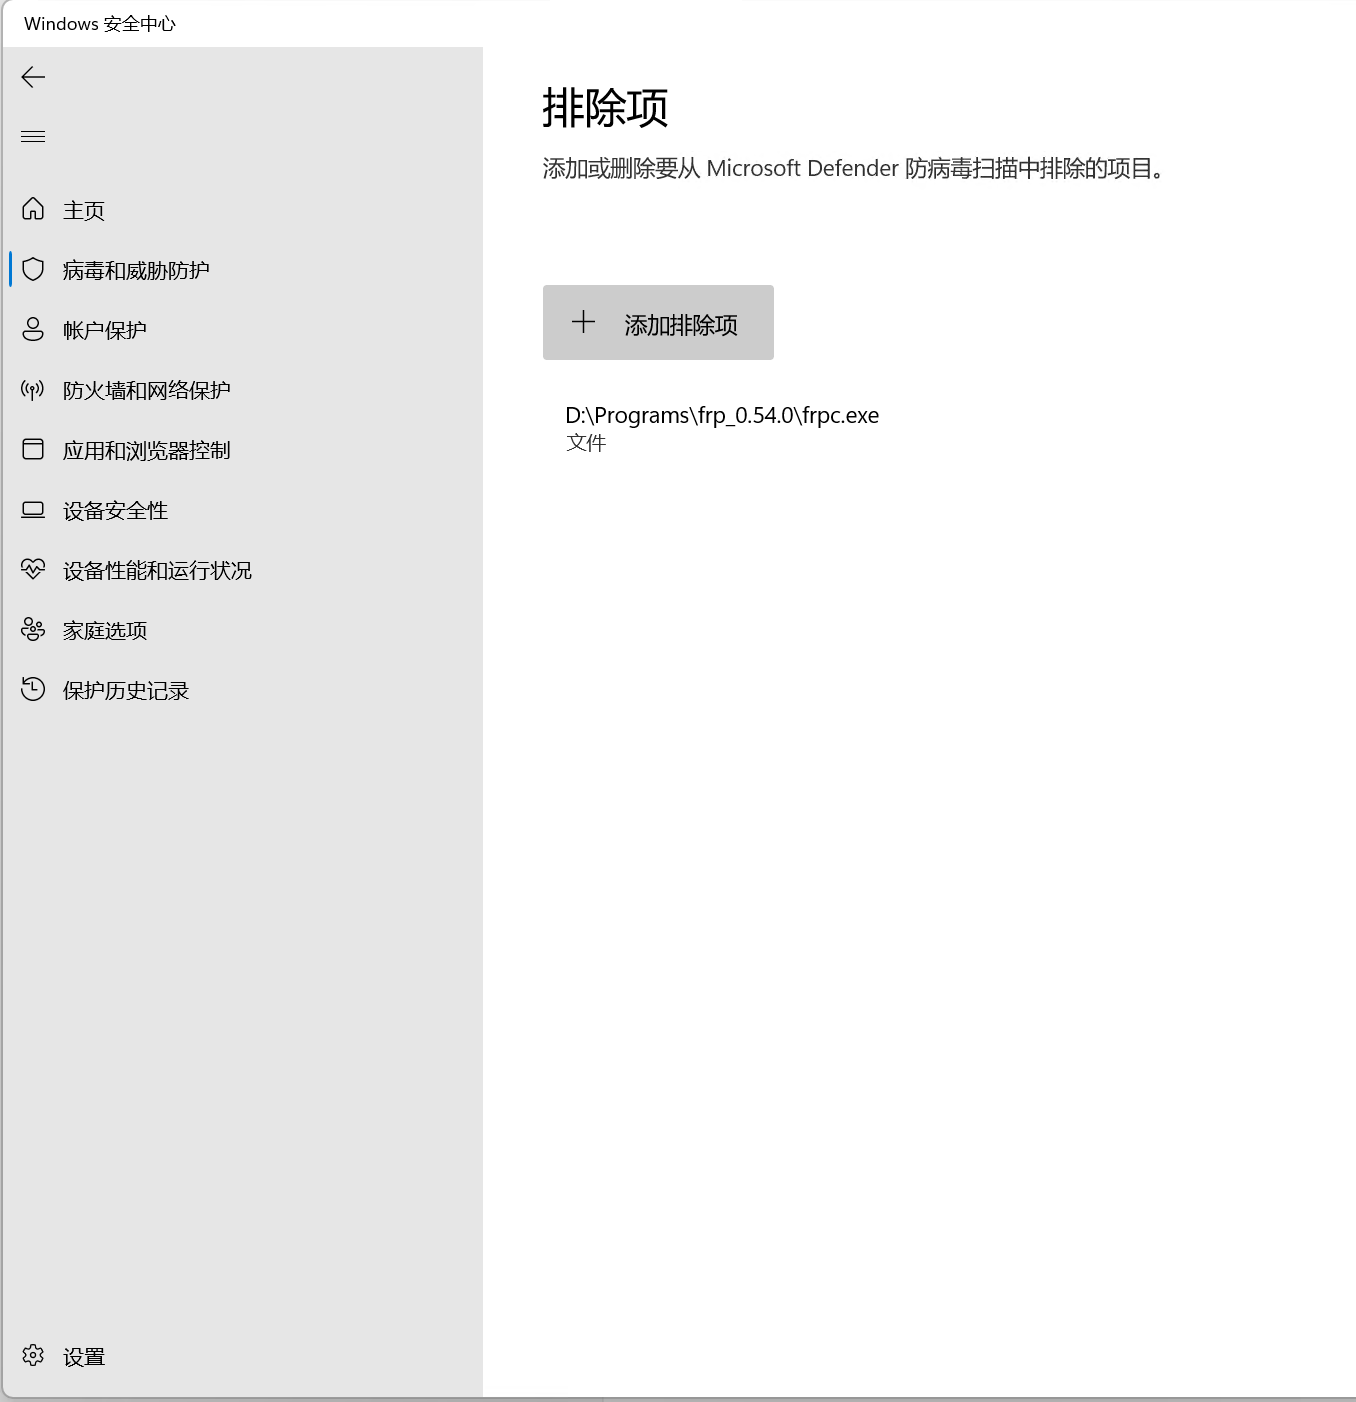 Windows 安全中心
主页
病毒和威胁防护
帐户保护
防火墙和网络保护
应用和浏览器控制
设备安全性
设备性能和运行状况
家庭选项
保护历史记录
设置
排除项
添加或删除要从 Microsoft Defender 防病毒扫描中排除的项目。
添加排除项
D:\Programs\frp_0.54.0\frpc.exe
文件